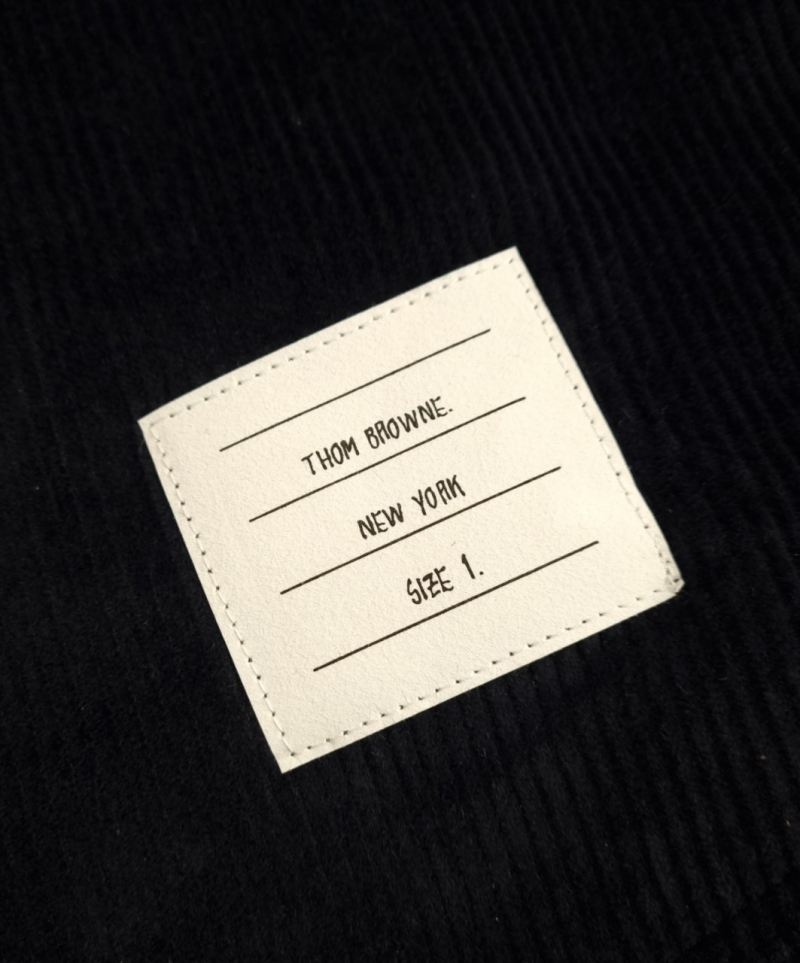 THOM BROWNE.
NEW YORK
SIZE 1.